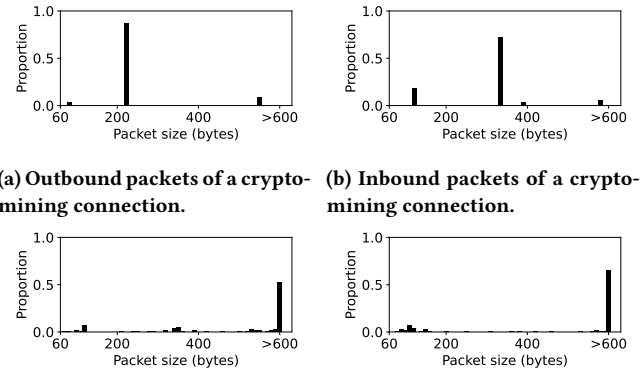 1.0 1.0
Proportion 0.5 Proportion 0.5
0.0 0.0
60 200 400 >600 60 200 400 >600
Packet size (bytes) Packet size (bytes)
(a) Outbound packets of a crypto- (b) Inbound packets of a crypto-
mining connection. mining connection.
1.0 1.0
Proportion 0.5 Proportion 0.5
0.0 0.0
60 200 400 >600 60 200 400 >600
Packet size (bytes) Packet size (bytes)